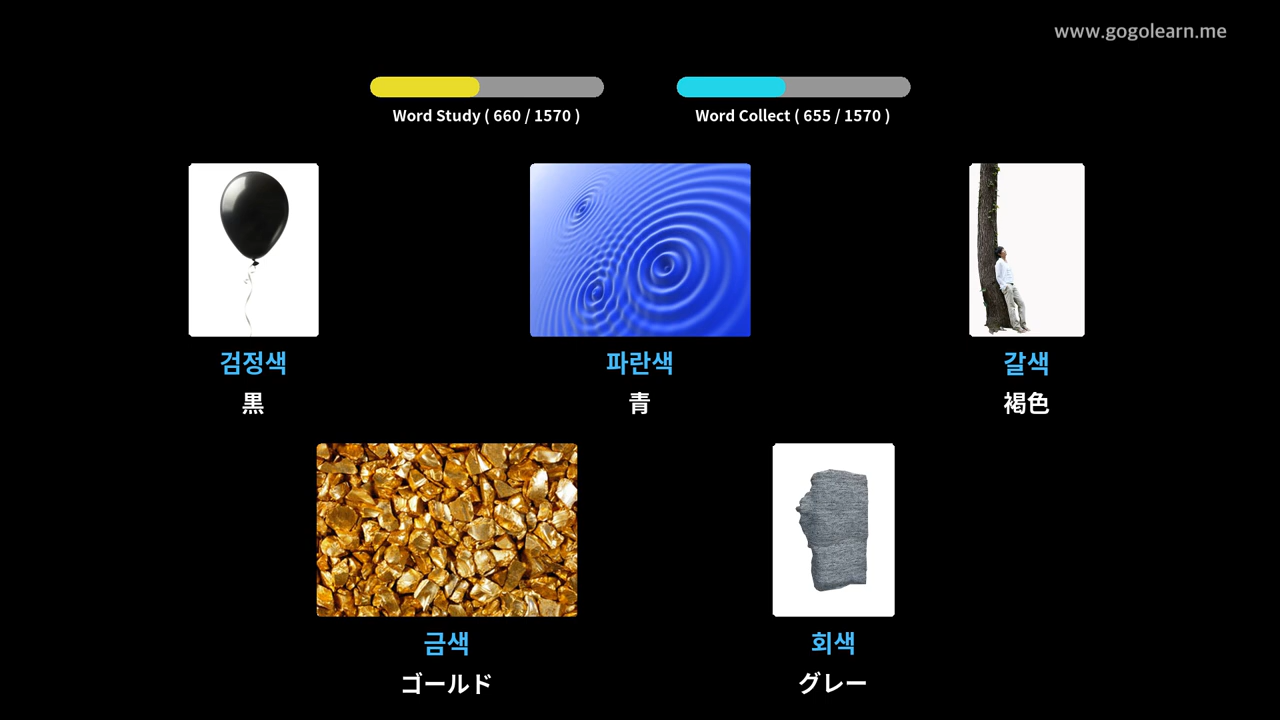 www.gogolearn.me
Word Study ( 660 / 1570 )
Word Collect ( 655 / 1570 )
검정색
黒
파란색
青
갈색
褐色
금색
ゴールド
회색
グレー